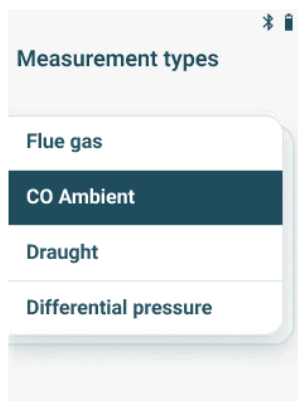 Measurement types
Flue gas
CO Ambient
Draught
Differential pressure